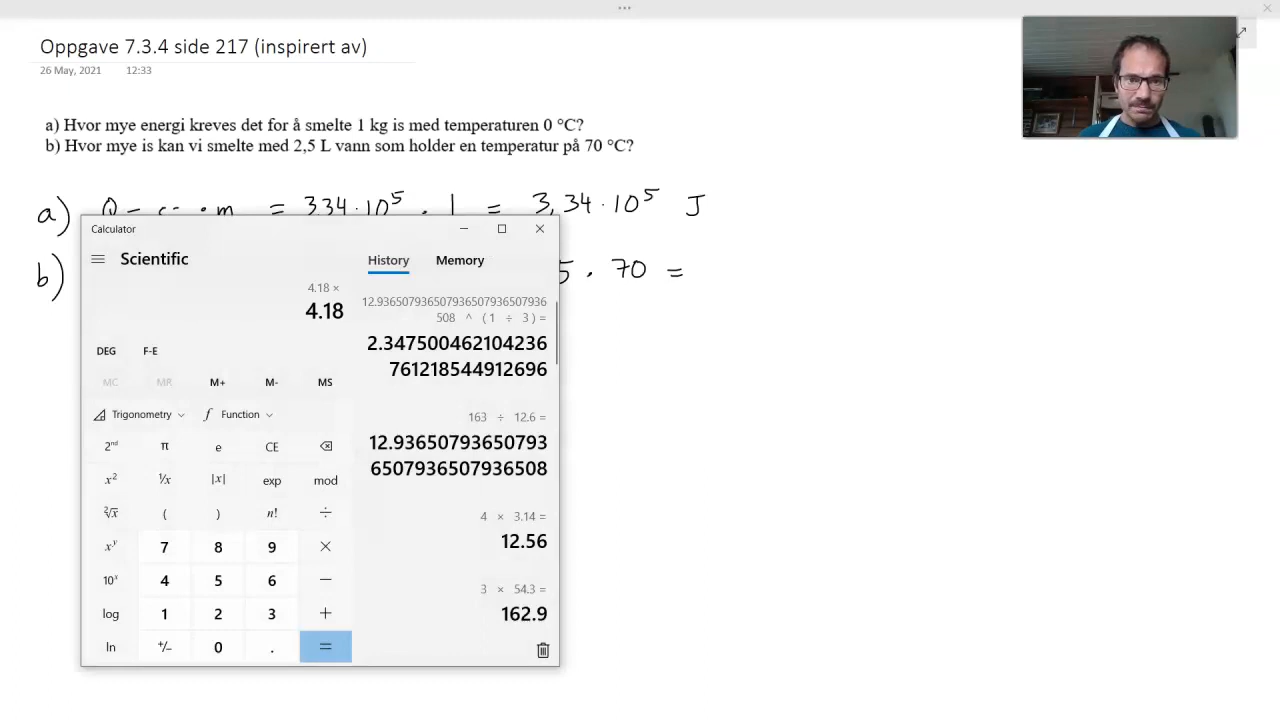 Oppgave 7.3.4 side 217 (inspirert av)
26 May, 2021 12:33
a) Hvor mye energi kreves det for å smelte 1 kg is med temperaturen 0 °C?
b) Hvor mye is kan vi smelte med 2,5 L vann som holder en temperatur på 70 °C?
a) = 334 · 10⁵ · 1 = 3,34 · 10⁵ J
b) 5 · 70 =
Calculator
Scientific
History Memory
4.18 ×
4.18
DEG F-E
MC MR M+ M- MS
Trigonometry f Function
2nd π e CE
x² ¹/x |x| exp mod
²√x ( ) n! ÷
xʸ 7 8 9 ×
10ˣ 4 5 6 −
log 1 2 3 +
ln +/− 0 . =
12.936507936507936507936507936
508 ^ ( 1 ÷ 3 ) =
2.347500462104236
761218544912696
163 ÷ 12.6 =
12.93650793650793
6507936507936508
4 × 3.14 =
12.56
3 × 54.3 =
162.9